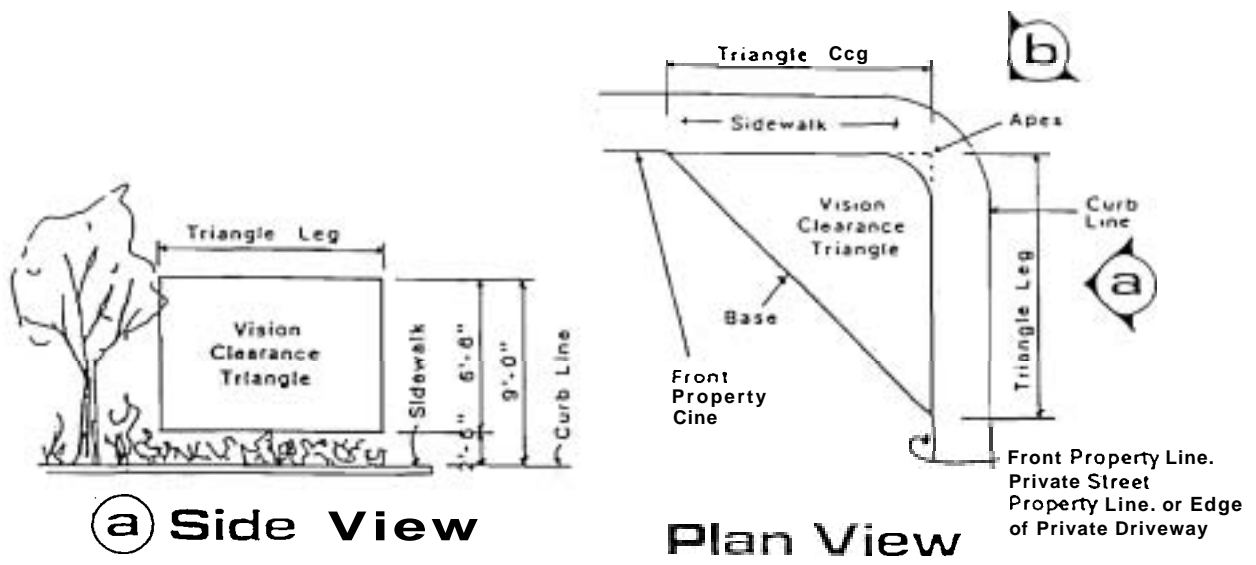 Triangle Leg
Vision
Clearance
Triangle
6'-6"
9'-0"
Sidewalk
Curb Line
a Side View
Triangle Ccg
b
Sidewalk
Apex
Vision
Clearance
Triangle
Curb
Line
a
Triangle Leg
Base
Front
Property
Cine
Front Property Line.
Private Street
Property Line. or Edge
of Private Driveway
Plan View